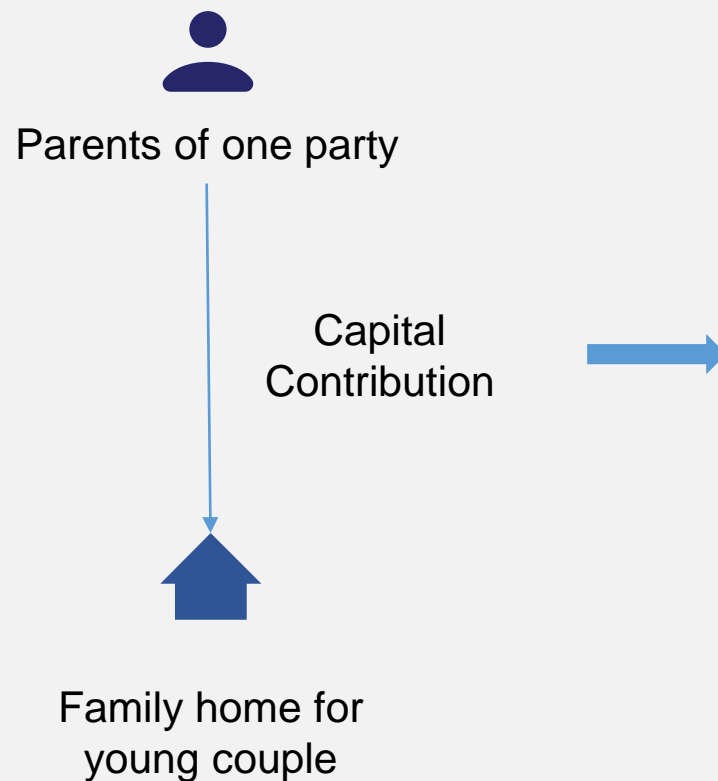 Parents of one party
Capital
Contribution
Family home for
young couple